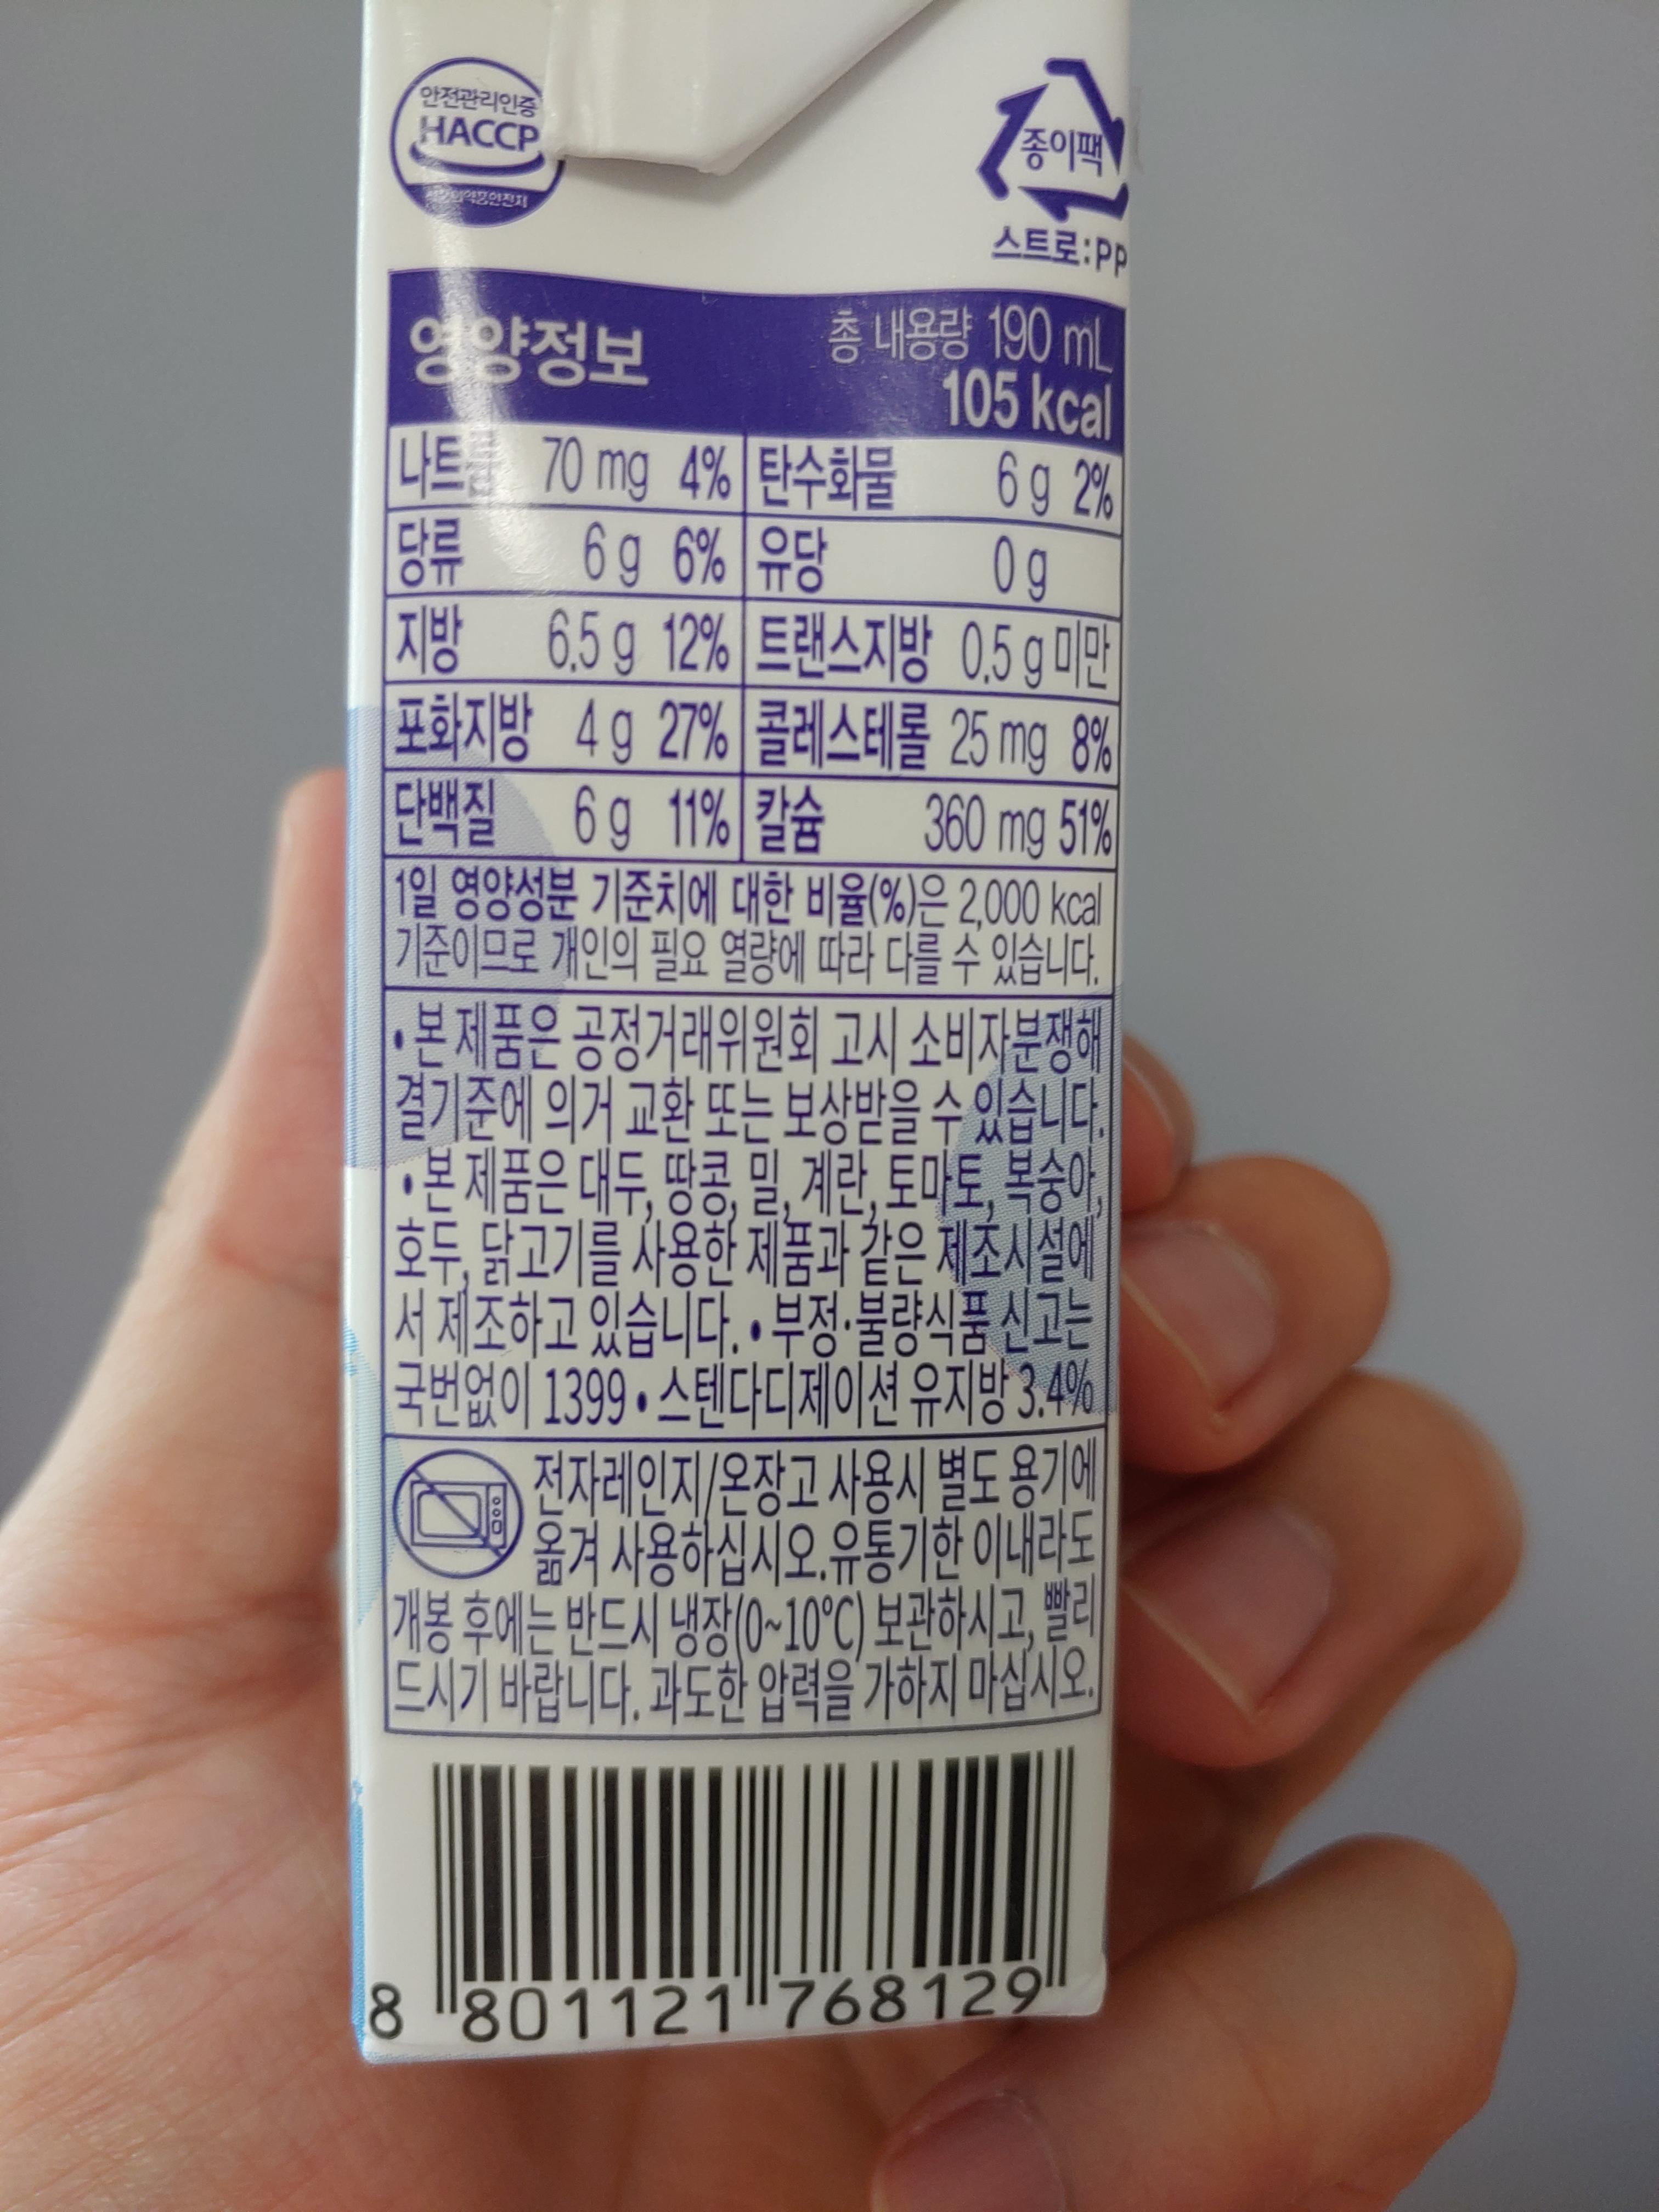 안전관리인증
HACCP
종이팩
스트로:PP
영양정보
총 내용량 190 mL
105 kcal
나트륨 70 mg 4% 탄수화물 6 g 2%
당류 6 g 6% 유당 0 g
지방 6.5 g 12% 트랜스지방 0.5 g 미만
포화지방 4 g 27% 콜레스테롤 25 mg 8%
단백질 6 g 11% 칼슘 360 mg 51%
1일 영양성분 기준치에 대한 비율(%)은 2,000 kcal
기준이므로 개인의 필요 열량에 따라 다를 수 있습니다.
• 본 제품은 공정거래위원회 고시 소비자분쟁해
결기준에 의거 교환 또는 보상받을 수 있습니다.
• 본 제품은 대두, 땅콩, 밀, 계란, 토마토, 복숭아,
호두, 닭고기를 사용한 제품과 같은 제조시설에
서 제조하고 있습니다. • 부정·불량식품 신고는
국번없이 1399 • 스텐다디제이션 유지방 3.4%
전자레인지/온장고 사용시 별도 용기에
옮겨 사용하십시오. 유통기한 이내라도
개봉 후에는 반드시 냉장(0~10℃) 보관하시고, 빨리
드시기 바랍니다. 과도한 압력을 가하지 마십시오.
8 801121 768129